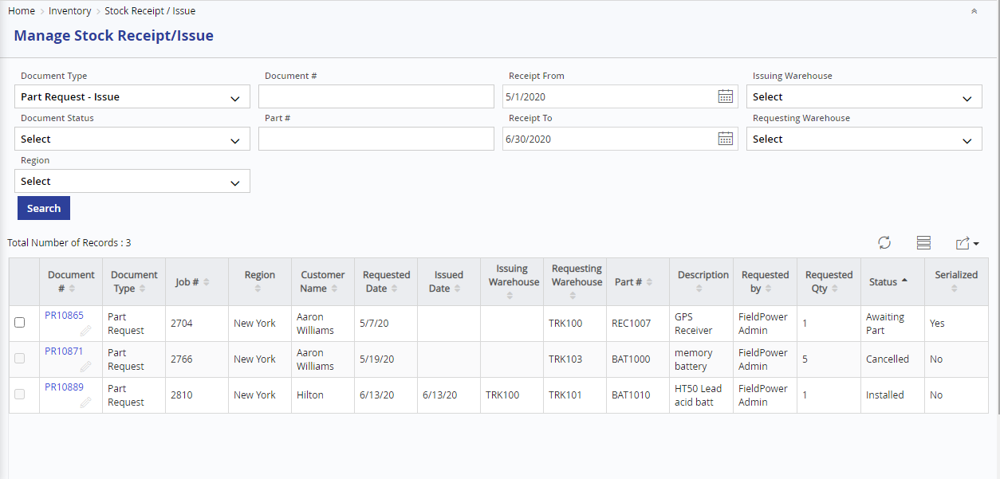 Home > Inventory > Stock Receipt / Issue
Manage Stock Receipt/Issue
Document Type
Document #
Receipt From
Issuing Warehouse
Part Request - Issue
5/1/2020
Select
Document Status
Part #
Receipt To
Requesting Warehouse
Select
6/30/2020
Select
Region
Select
Search
Total Number of Records : 3
Document #
Document Type
Job #
Region
Customer Name
Requested Date
Issued Date
Issuing Warehouse
Requesting Warehouse
Part #
Description
Requested by
Requested Qty
Status
Serialized
PR10865
Part Request
2704
New York
Aaron Williams
5/7/20
TRK100
REC1007
GPS Receiver
FieldPower Admin
1
Awaiting Part
Yes
PR10871
Part Request
2766
New York
Aaron Williams
5/19/20
TRK103
BAT1000
memory battery
FieldPower Admin
5
Cancelled
No
PR10889
Part Request
2810
New York
Hilton
6/13/20
6/13/20
TRK100
TRK101
BAT1010
HT50 Lead acid batt
FieldPower Admin
1
Installed
No